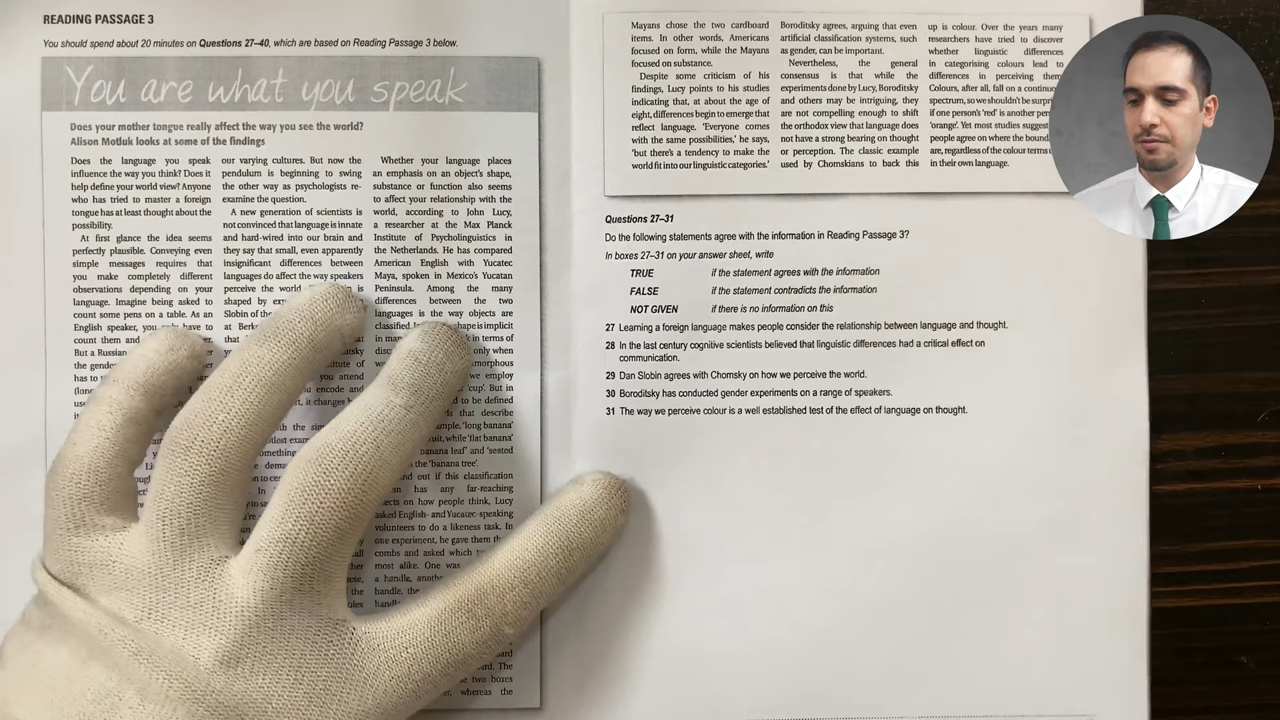 READING PASSAGE 3
You should spend about 20 minutes on Questions 27–40, which are based on Reading Passage 3 below.
You are what you speak
Does your mother tongue really affect the way you see the world?
Alison Motluk looks at some of the findings
Does the language you speak
influence the way you think? Does it
help define your world view? Anyone
who has tried to master a foreign
tongue has at least thought about the
possibility.
At first glance the idea seems
perfectly plausible. Conveying even
simple messages requires that
you make completely different
observations depending on your
language. Imagine being asked to
count some pens on a table. As an
English speaker, you only have to
count them and
But a Russian
the gende
has to
our varying cultures. But now the
pendulum is beginning to swing
the other way as psychologists re-
examine the question.
A new generation of scientists is
not convinced that language is innate
and hard-wired into our brain and
they say that small, even apparently
insignificant differences between
languages do affect the way speakers
perceive the world. is
shaped by exp
Slobin of the
at Berk
that
you attend
encode and
it changes
Whether your language places
an emphasis on an object's shape,
substance or function also seems
to affect your relationship with the
world, according to John Lucy,
a researcher at the Max Planck
Institute of Psycholinguistics in
the Netherlands. He has compared
American English with Yucatec
Maya, spoken in Mexico's Yucatan
Peninsula. Among the many
differences between the two
languages is the way objects are
classified. In shape is implicit
in man in terms of
only when
amorphous
we employ
'cup'. But in
to be defined
that describe
'long banana'
while 'flat banana'
banana leaf' and 'seated
the 'banana tree'.
out if this classification
has any far-reaching
on how people think, Lucy
asked English- and Yucatec-speaking
volunteers to do a likeness task. In
one experiment, he gave them
combs and asked which
most alike. One was
a handle, anoth
handle, the
The
two boxes
whereas the
Mayans chose the two cardboard
items. In other words, Americans
focused on form, while the Mayans
focused on substance.
Despite some criticism of his
findings, Lucy points to his studies
indicating that, at about the age of
eight, differences begin to emerge that
reflect language. 'Everyone comes
with the same possibilities,' he says,
'but there's a tendency to make the
world fit into our linguistic categories.'
Boroditsky agrees, arguing that even
artificial classification systems, such
as gender, can be important.
Nevertheless, the general
consensus is that while the
experiments done by Lucy, Boroditsky
and others may be intriguing, they
are not compelling enough to shift
the orthodox view that language does
not have a strong bearing on thought
or perception. The classic example
used by Chomskians to back this
up is colour. Over the years many
researchers have tried to discover
whether linguistic differences
in categorising colours lead to
differences in perceiving them.
Colours, after all, fall on a continuo
spectrum, so we shouldn't be surpri
if one person's 'red' is another per
'orange'. Yet most studies suggest
people agree on where the bound
are, regardless of the colour terms
in their own language.
Questions 27–31
Do the following statements agree with the information in Reading Passage 3?
In boxes 27–31 on your answer sheet, write
TRUE if the statement agrees with the information
FALSE if the statement contradicts the information
NOT GIVEN if there is no information on this
27 Learning a foreign language makes people consider the relationship between language and thought.
28 In the last century cognitive scientists believed that linguistic differences had a critical effect on
communication.
29 Dan Slobin agrees with Chomsky on how we perceive the world.
30 Boroditsky has conducted gender experiments on a range of speakers.
31 The way we perceive colour is a well established test of the effect of language on thought.